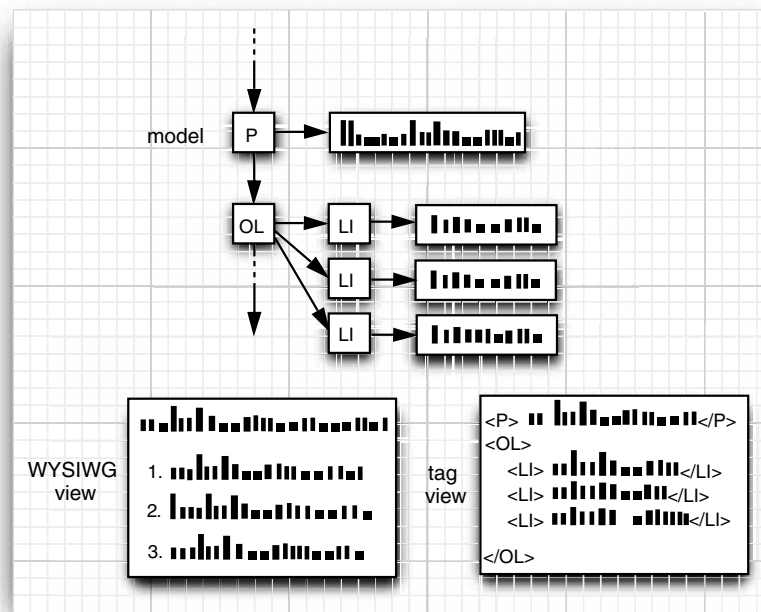 model
P
OL
LI
LI
LI
WYSIWG
view
1.
2.
3.
tag
view
<P> </P>
<OL>
<LI> </LI>
<LI> </LI>
<LI> </LI>
</OL>